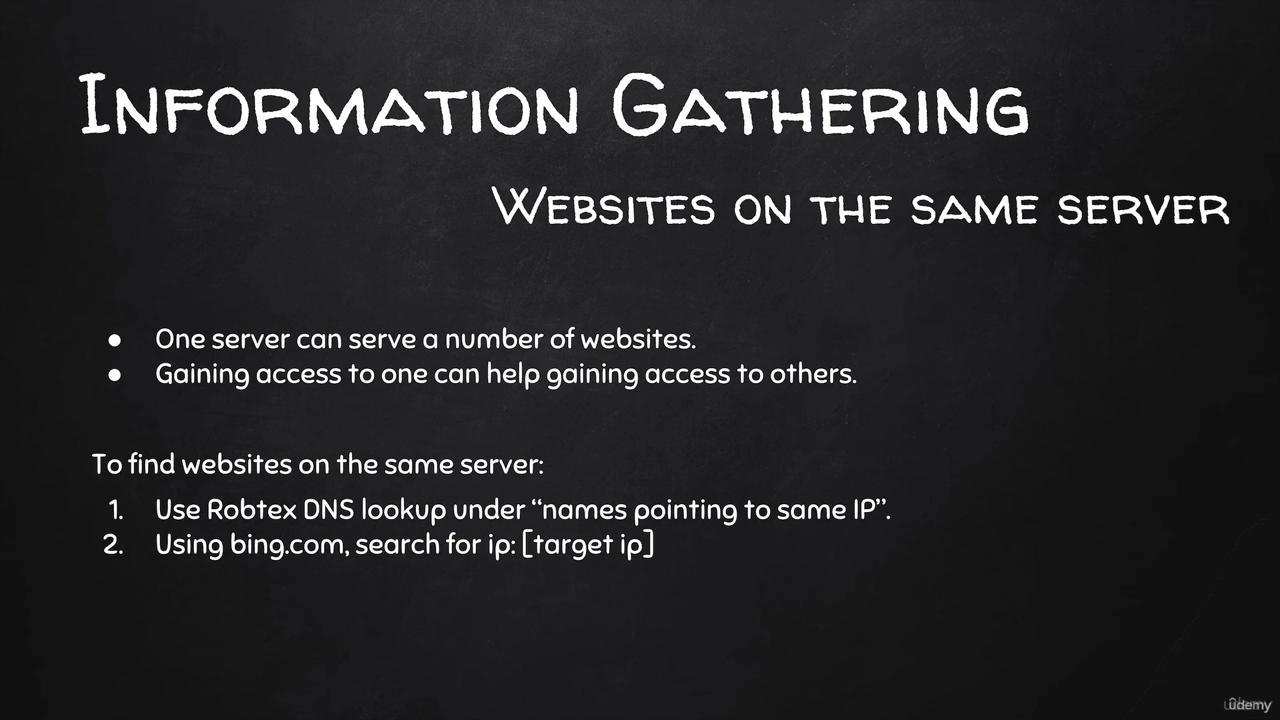 Information Gathering
Websites on the same server
● One server can serve a number of websites.
● Gaining access to one can help gaining access to others.
To find websites on the same server:
1. Use Robtex DNS lookup under “names pointing to same IP”.
2. Using bing.com, search for ip: [target ip]
ûdemy